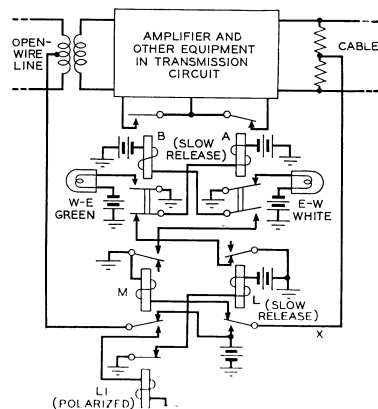 AMPLIFIER AND
OTHER EQUIPMENT
IN TRANSMISSION
CIRCUIT
OPEN-
WIRE
LINE
CABLE
B
A
(SLOW
RELEASE)
W-E
GREEN
E-W
WHITE
M
L
(SLOW
RELEASE)
X
L1
(POLARIZED)